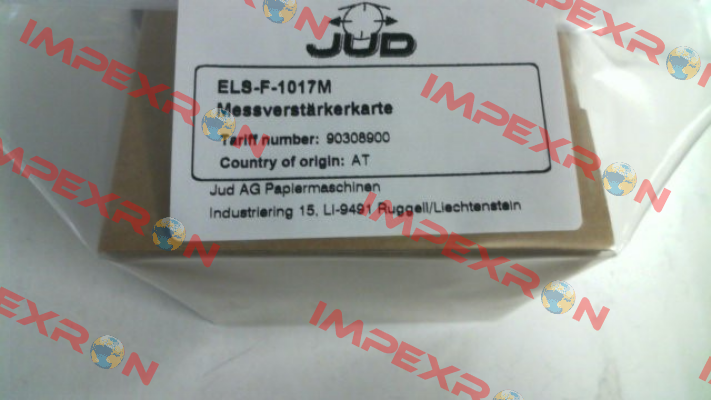 JUD
ELS-F-1017M
Messverstärkerkarte
Tariff number: 90308900
Country of origin: AT
Jud AG Papiermaschinen
Industriering 15, LI-9491 Ruggell/Liechtenstein
IMPEXRON
IMPEXRON
IMPEXRON
IMPEXRON
IMPEXRON
IMPEXRON
IMPEXRON